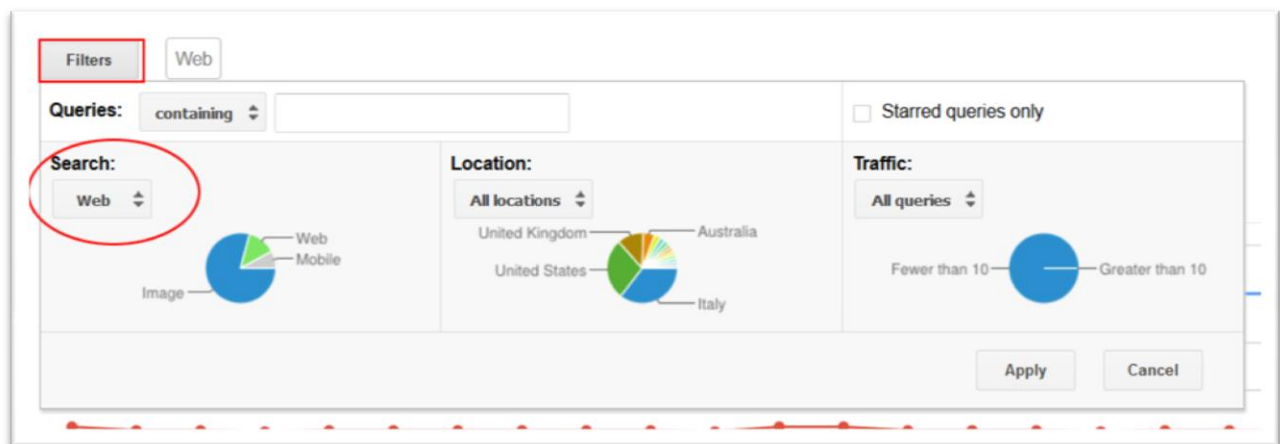 Filters Web
Queries: containing Starred queries only
Search: Location: Traffic:
Web All locations All queries
Web
Mobile
Image
United Kingdom Australia
United States
Italy
Fewer than 10 Greater than 10
Apply Cancel